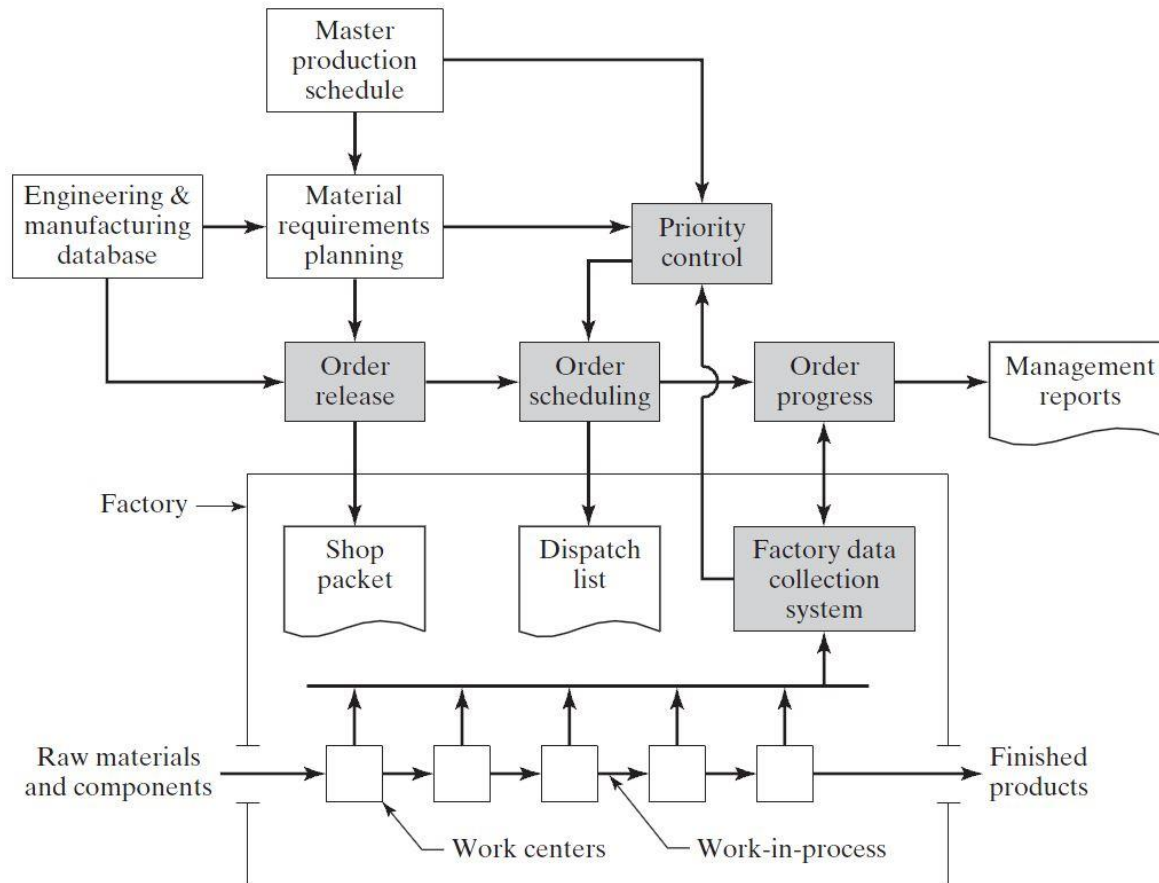 Master
production
schedule
Engineering &
manufacturing
database
Material
requirements
planning
Priority
control
Order
release
Order
scheduling
Order
progress
Management
reports
Factory
Shop
packet
Dispatch
list
Factory data
collection
system
Raw materials
and components
Finished
products
Work centers
Work-in-process